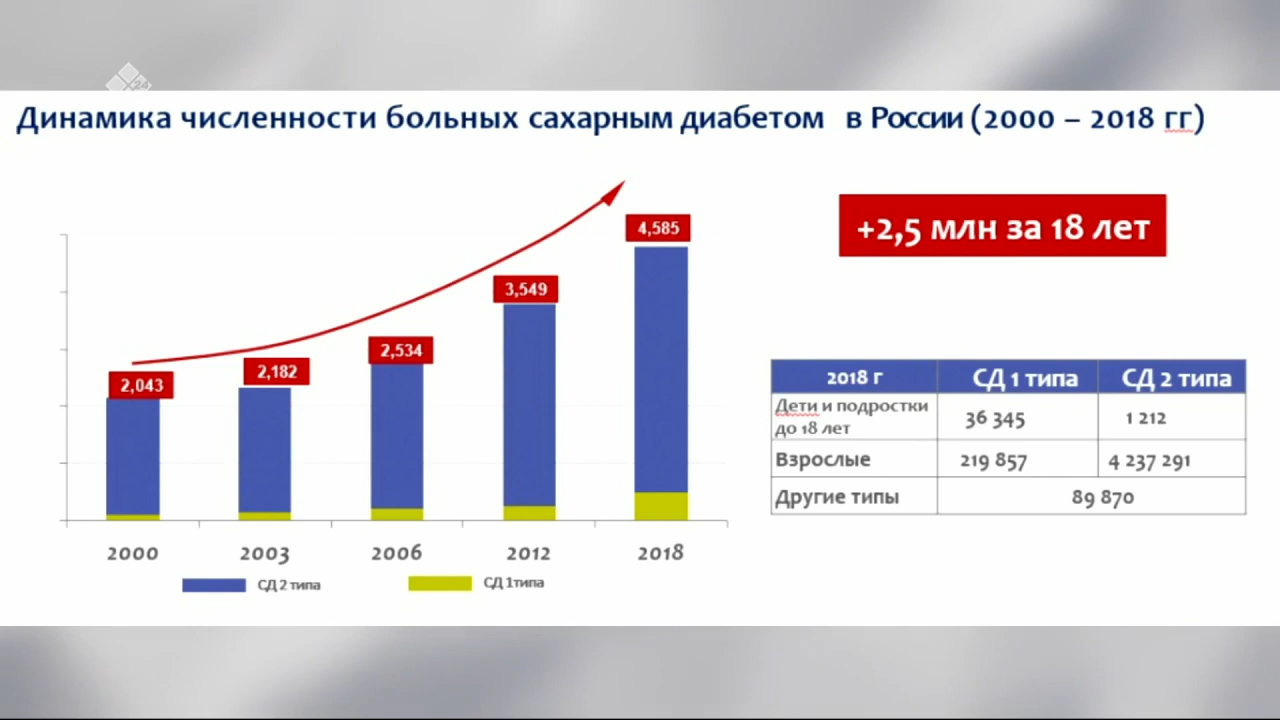 24
Динамика численности больных сахарным диабетом в России (2000 – 2018 гг)
+2,5 млн за 18 лет
4,585
3,549
2,534
2,182
2,043
2000 2003 2006 2012 2018
СД 2 типа СД 1типа
2018 г СД 1 типа СД 2 типа
Дети и подростки
до 18 лет 36 345 1 212
Взрослые 219 857 4 237 291
Другие типы 89 870